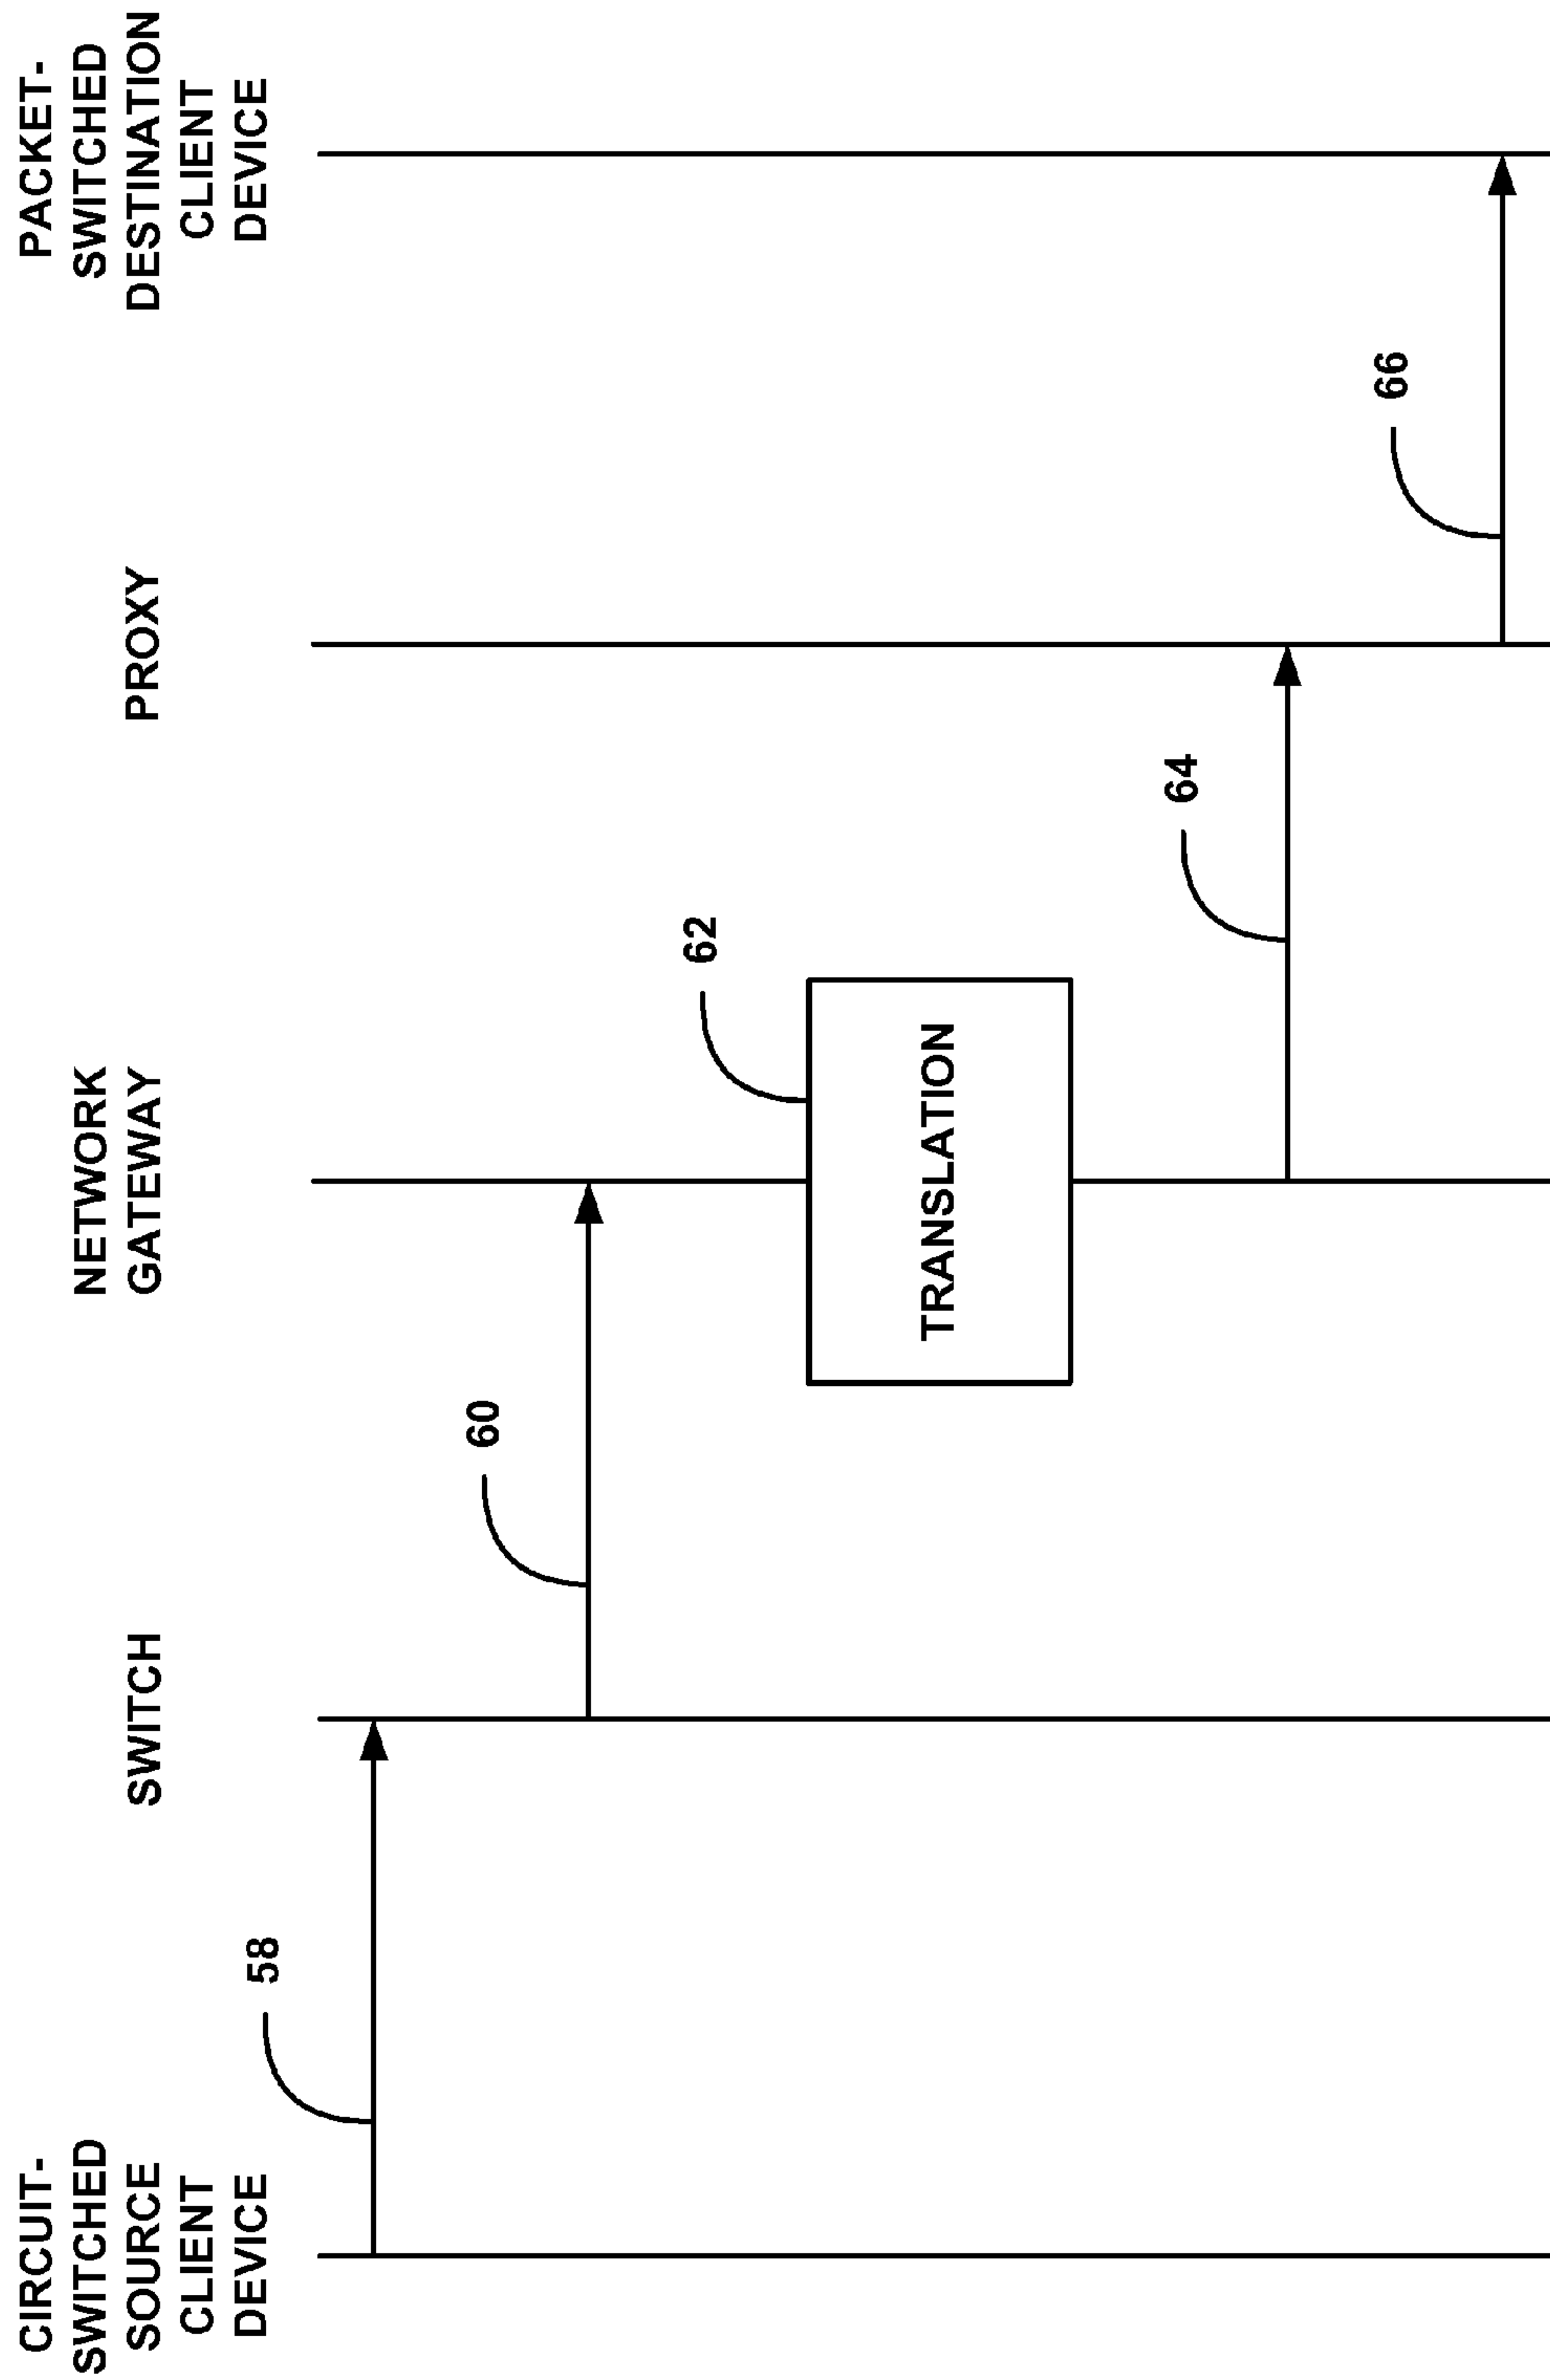 CIRCUIT-
SWITCHED
SOURCE
CLIENT
DEVICE
SWITCH
NETWORK
GATEWAY
PROXY
PACKET-
SWITCHED
DESTINATION
CLIENT
DEVICE
58
60
62
TRANSLATION
64
66